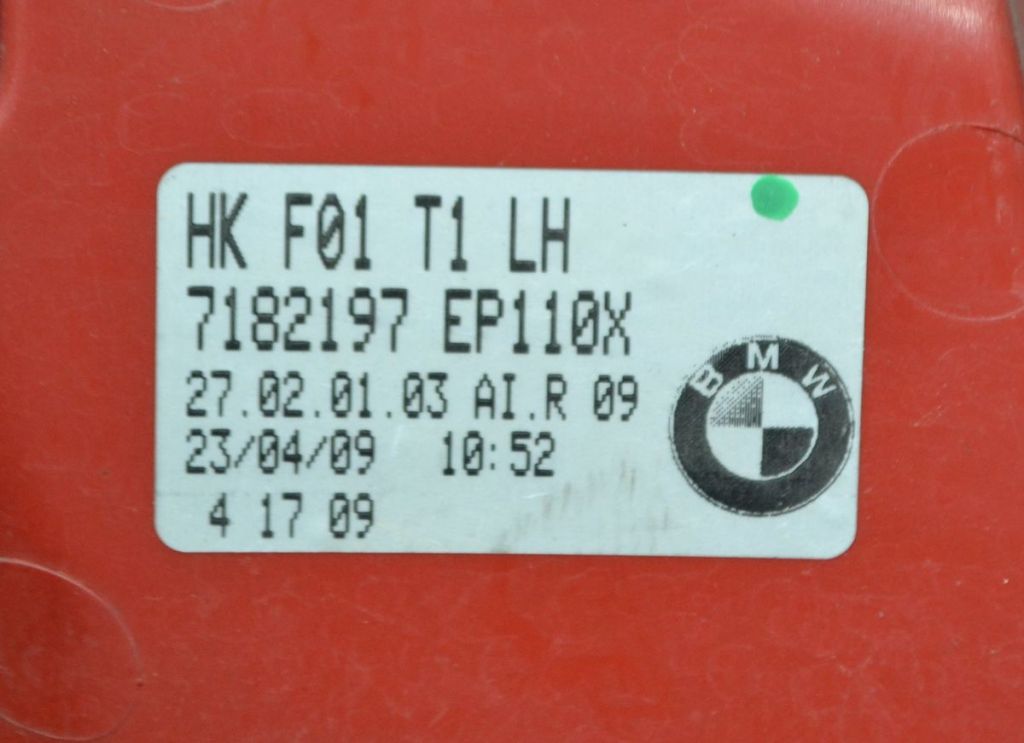 HK F01 T1 LH
7182197 EP110X
27.02.01.03 AI.R 09
23/04/09 10:52
4 17 09
BMW